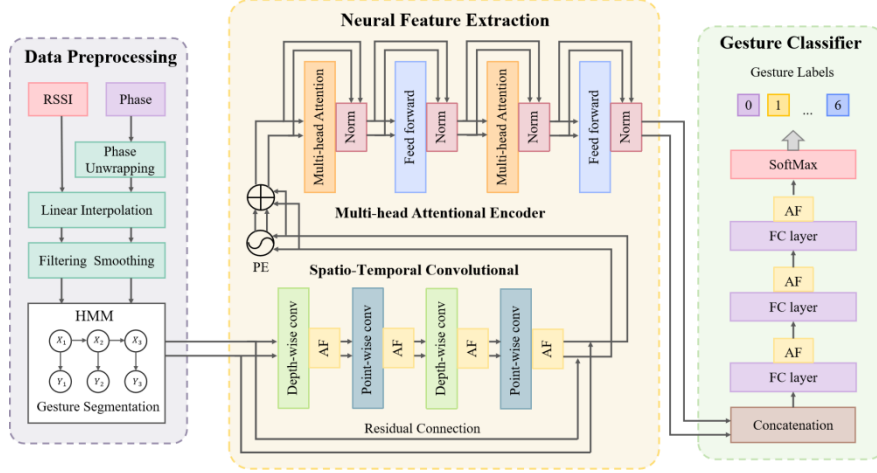 Data Preprocessing
RSSI
Phase
Phase
Unwrapping
Linear Interpolation
Filtering Smoothing
HMM
X₁
X₂
X₃
Y₁
Y₂
Y₃
Gesture Segmentation
Neural Feature Extraction
Multi-head Attention
Norm
Feed forward
Norm
Multi-head Attention
Norm
Feed forward
Norm
Multi-head Attentional Encoder
PE
Spatio-Temporal Convolutional
Depth-wise conv
AF
Point-wise conv
AF
Depth-wise conv
AF
Point-wise conv
AF
Residual Connection
Gesture Classifier
Gesture Labels
0
1
...
6
SoftMax
AF
FC layer
AF
FC layer
AF
FC layer
Concatenation